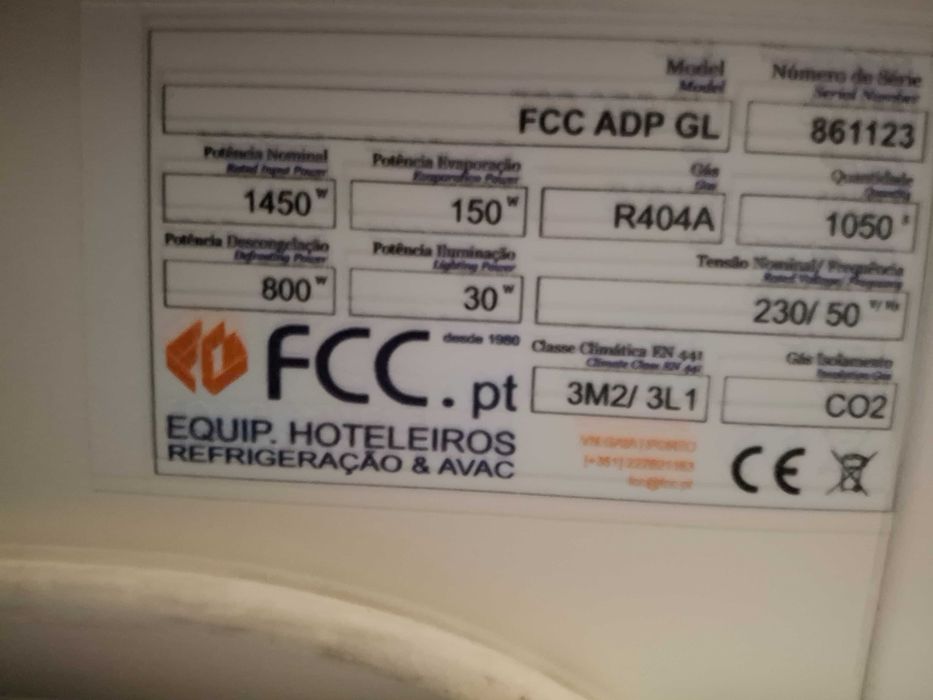 Model
Model
FCC ADP GL
Número de Série
Serial Number
861123
Potência Nominal
Rated Input Power
1450 W
Potência Evaporação
Evaporation Power
150 W
Gás
Gas
R404A
Quantidade
Quantity
1050
Potência Descongelação
Defrosting Power
800 W
Potência Iluminação
Lighting Power
30 W
Tensão Nominal/ Frequência
Rated Voltage/ Frequency
230/ 50 V/ Hz
FCC.pt
desde 1980
EQUIP. HOTELEIROS
REFRIGERAÇÃO & AVAC
Classe Climática EN 441
Climate Class EN 441
3M2/ 3L1
Gás Isolamento
Insulation Gas
CO2
fcc@fcc.pt
CE